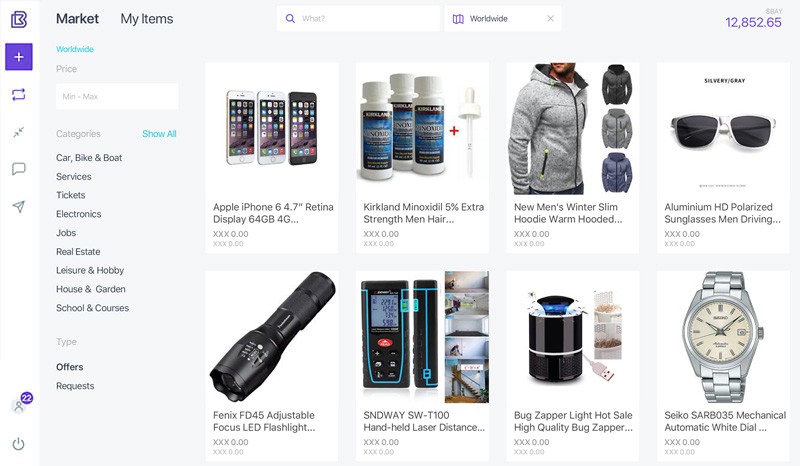 Market
My Items
What?
Worldwide
$BAY
12,852.65
Worldwide
Price
Min - Max
Categories
Show All
Car, Bike & Boat
Services
Tickets
Electronics
Jobs
Real Estate
Leisure & Hobby
House & Garden
School & Courses
Type
Offers
Requests
22
Apple iPhone 6 4.7" Retina
Display 64GB 4G...
XXX 0.00
XXX 0.00
KIRKLAND
Kirkland Minoxidil 5% Extra
Strength Men Hair...
XXX 0.00
XXX 0.00
New Men's Winter Slim
Hoodie Warm Hooded...
XXX 0.00
XXX 0.00
SILVERY/GRAY
Aluminium HD Polarized
Sunglasses Men Driving...
XXX 0.00
XXX 0.00
Fenix FD45 Adjustable
Focus LED Flashlight...
XXX 0.00
XXX 0.00
SNDWAY
SNDWAY SW-T100
Hand-held Laser Distance...
XXX 0.00
XXX 0.00
Bug Zapper Light Hot Sale
High Quality Bug Zapper...
XXX 0.00
XXX 0.00
SEIKO
Seiko SARB035 Mechanical
Automatic White Dial ...
XXX 0.00
XXX 0.00